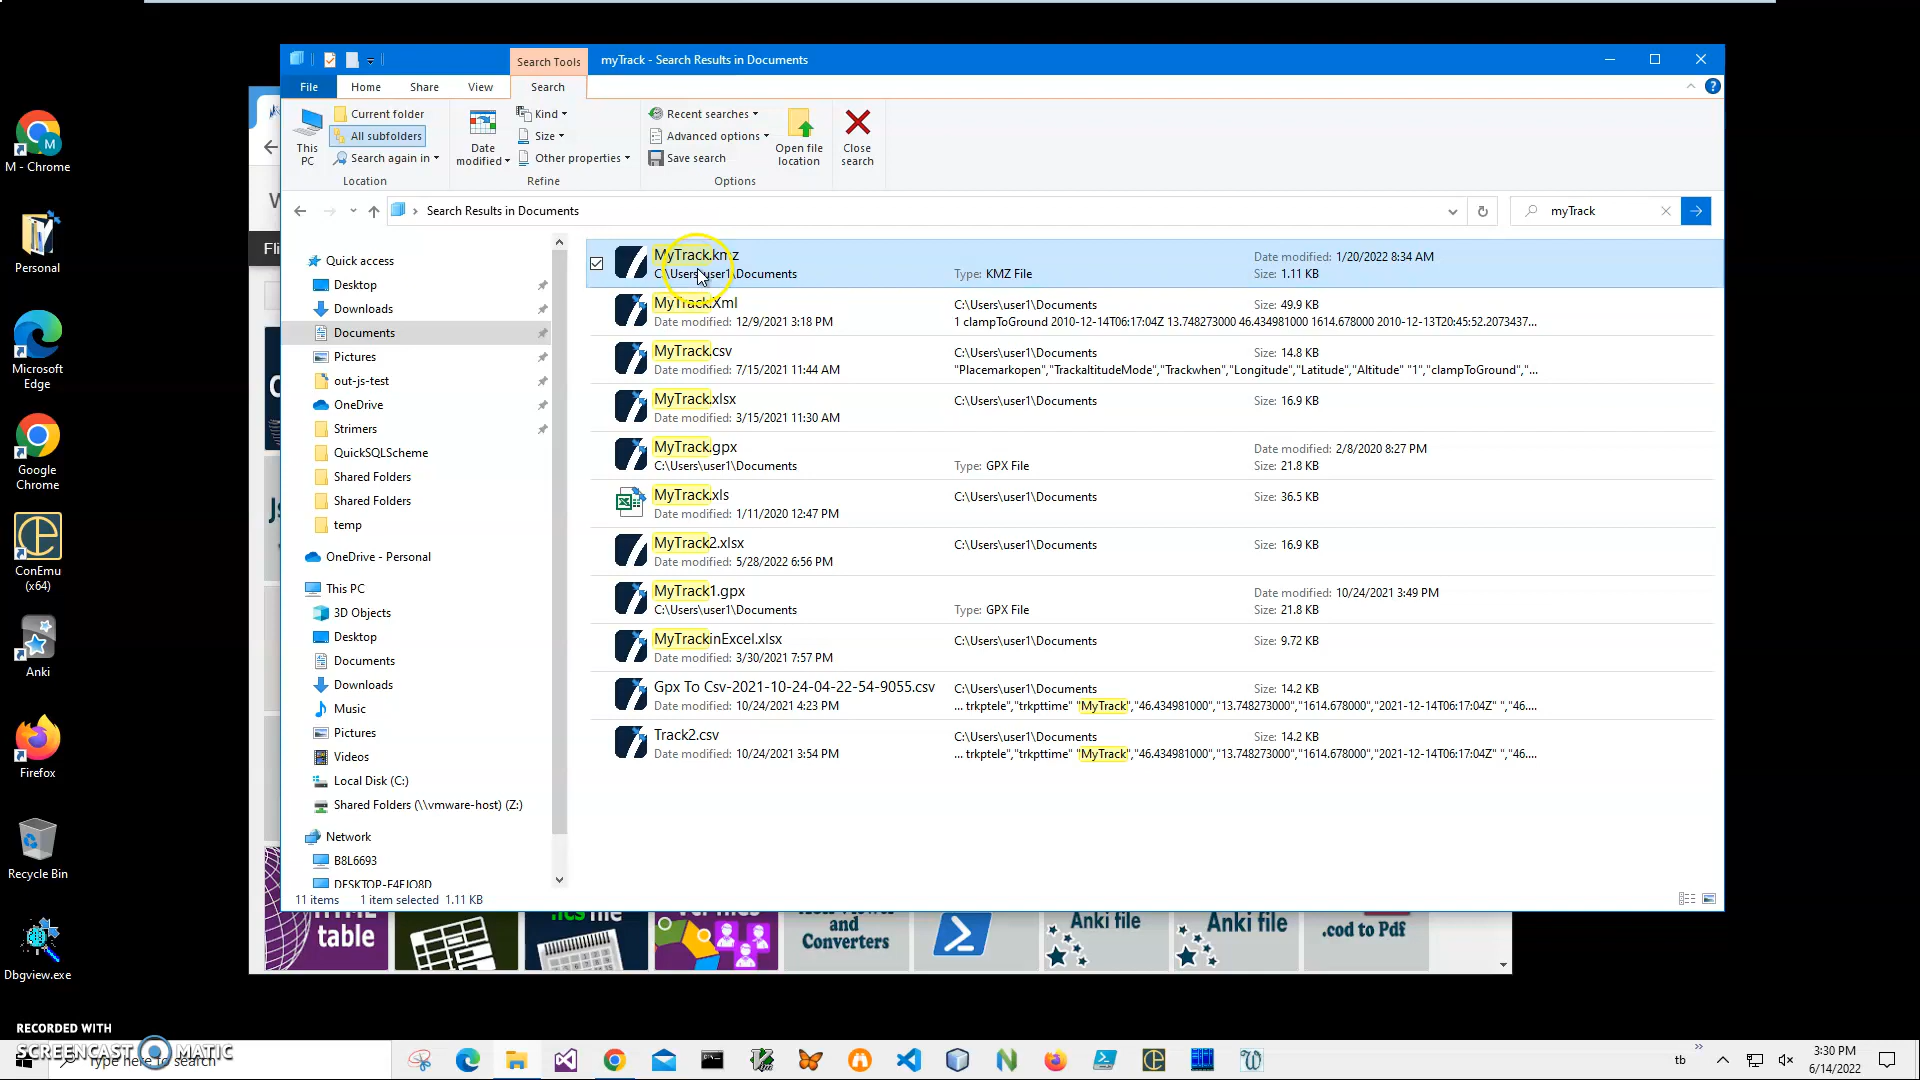 Search Tools
myTrack - Search Results in Documents
File
Home
Share
View
Search
This PC
Current folder
All subfolders
Search again in
Location
Date modified
Kind
Size
Other properties
Refine
Recent searches
Advanced options
Save search
Open file location
Options
Close search
Search Results in Documents
myTrack
Quick access
Desktop
Downloads
Documents
Pictures
out-js-test
OneDrive
Strimers
QuickSQLScheme
Shared Folders
Shared Folders
temp
OneDrive - Personal
This PC
3D Objects
Desktop
Documents
Downloads
Music
Pictures
Videos
Local Disk (C:)
Shared Folders (\\vmware-host) (Z:)
Network
B8L6693
DESKTOP-F4EIO8D
MyTrack.kmz
Date modified: 1/20/2022 8:34 AM
C:\Users\user1\Documents
Type: KMZ File
Size: 1.11 KB
MyTrack.Xml
C:\Users\user1\Documents
Size: 49.9 KB
Date modified: 12/9/2021 3:18 PM
1 clampToGround 2010-12-14T06:17:04Z 13.748273000 46.434981000 1614.678000 2010-12-13T20:45:52.2073437...
MyTrack.csv
C:\Users\user1\Documents
Size: 14.8 KB
Date modified: 7/15/2021 11:44 AM
"Placemarkopen","TrackaltitudeMode","Trackwhen","Longitude","Latitude","Altitude" "1","clampToGround","...
MyTrack.xlsx
C:\Users\user1\Documents
Size: 16.9 KB
Date modified: 3/15/2021 11:30 AM
MyTrack.gpx
Date modified: 2/8/2020 8:27 PM
C:\Users\user1\Documents
Type: GPX File
Size: 21.8 KB
MyTrack.xls
C:\Users\user1\Documents
Size: 36.5 KB
Date modified: 1/11/2020 12:47 PM
MyTrack2.xlsx
C:\Users\user1\Documents
Size: 16.9 KB
Date modified: 5/28/2022 6:56 PM
MyTrack1.gpx
Date modified: 10/24/2021 3:49 PM
C:\Users\user1\Documents
Type: GPX File
Size: 21.8 KB
MyTrackinExcel.xlsx
C:\Users\user1\Documents
Size: 9.72 KB
Date modified: 3/30/2021 7:57 PM
Gpx To Csv-2021-10-24-04-22-54-9055.csv
C:\Users\user1\Documents
Size: 14.2 KB
Date modified: 10/24/2021 4:23 PM
... trkptele","trkpttime" "MyTrack","46.434981000","13.748273000","1614.678000","2021-12-14T06:17:04Z" ","46....
Track2.csv
C:\Users\user1\Documents
Size: 14.2 KB
Date modified: 10/24/2021 3:54 PM
... trkptele","trkpttime" "MyTrack","46.434981000","13.748273000","1614.678000","2021-12-14T06:17:04Z" ","46....
11 items
1 item selected 1.11 KB
M - Chrome
Personal
Microsoft Edge
Google Chrome
ConEmu (x64)
Anki
Firefox
Recycle Bin
Dbgview.exe
table
and
Converters
Anki file
Anki file
.cod to Pdf
RECORDED WITH
SCREENCAST MATIC
Type here to search
tb
3:30 PM
6/14/2022